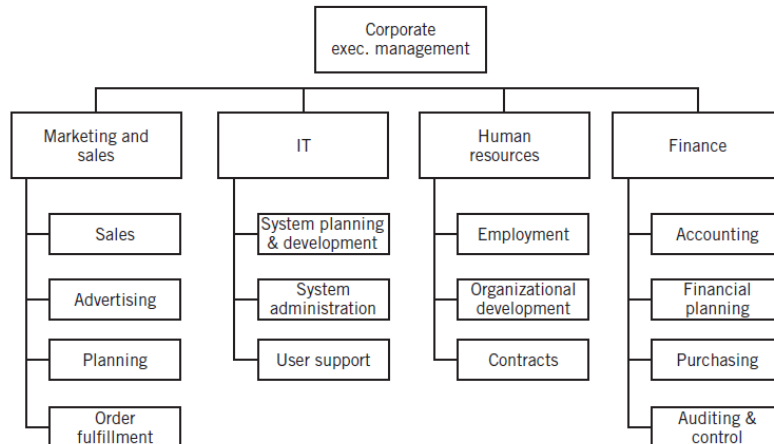 Corporate
exec. management
Marketing and
sales
IT
Human
resources
Finance
Sales
System planning
& development
Employment
Accounting
Advertising
System
administration
Organizational
development
Financial
planning
Planning
User support
Contracts
Purchasing
Order
fulfillment
Auditing &
control